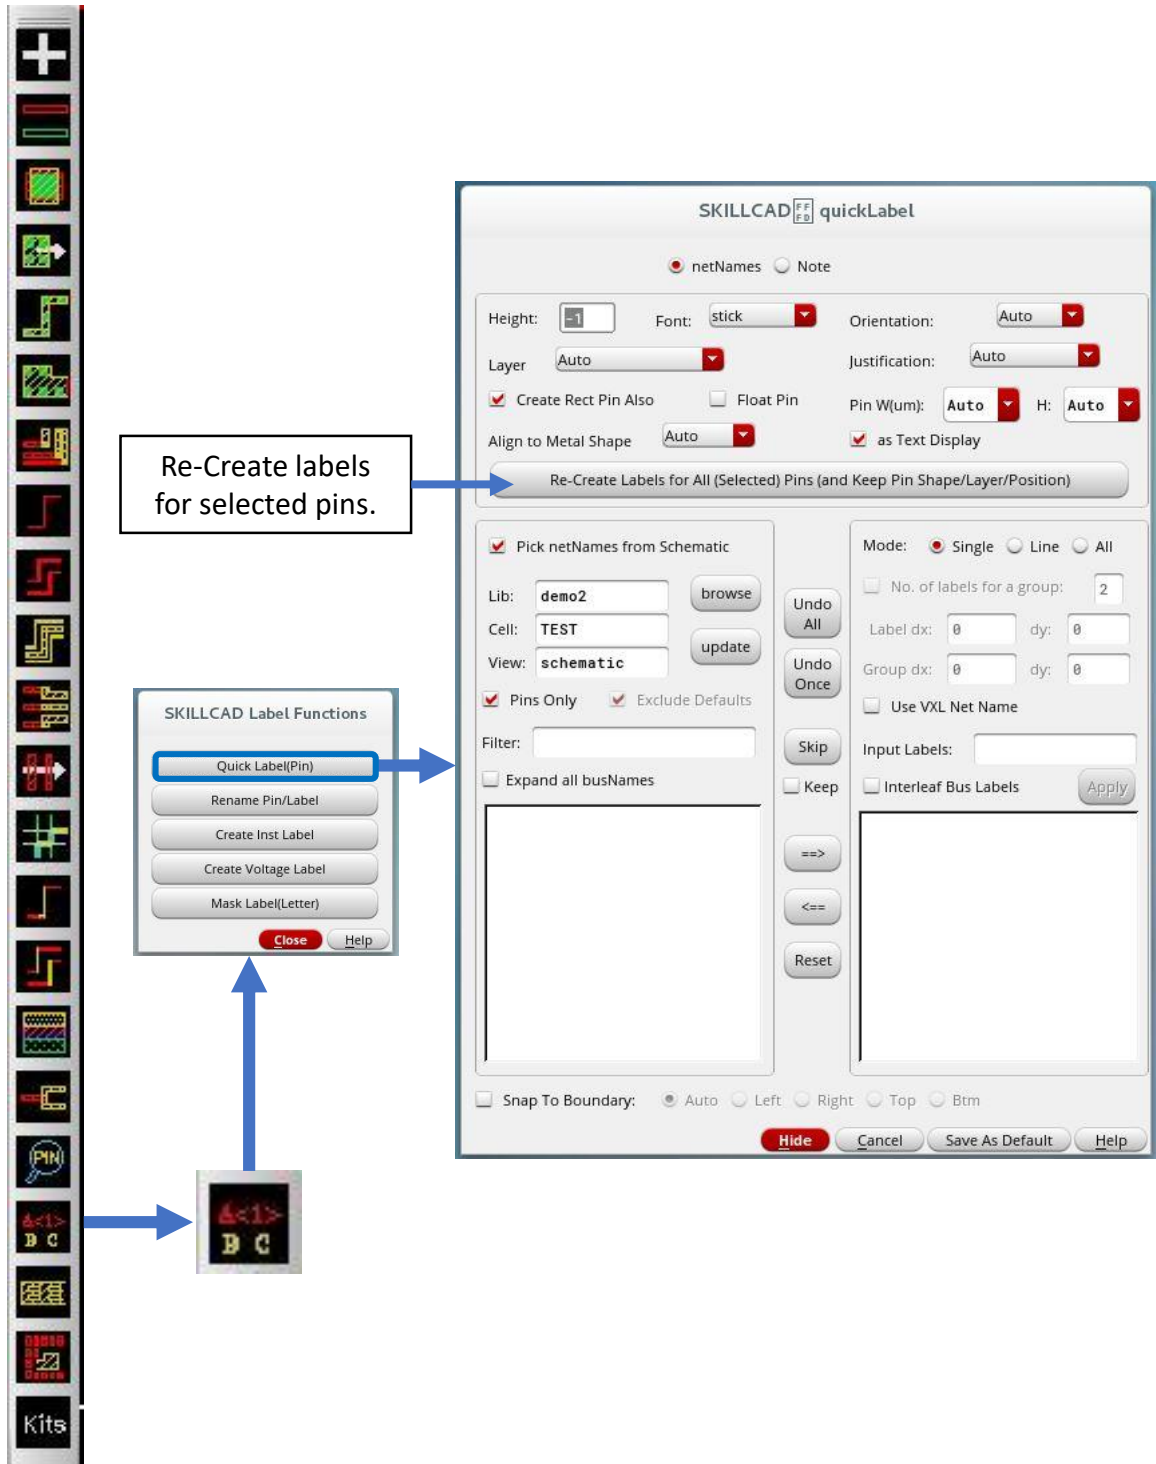 SKILLCAD quickLabel
netNames Note
Height: -1 Font: stick Orientation: Auto
Layer Auto Justification: Auto
Create Rect Pin Also Float Pin Pin W(um): Auto H: Auto
Align to Metal Shape Auto as Text Display
Re-Create labels
for selected pins.
Re-Create Labels for All (Selected) Pins (and Keep Pin Shape/Layer/Position)
Pick netNames from Schematic
Lib: demo2 browse
Cell: TEST
update
View: schematic
Pins Only Exclude Defaults
Filter:
Expand all busNames
Undo
All
Undo
Once
Skip
Keep
==>
<==
Reset
Mode: Single Line All
No. of labels for a group: 2
Label dx: 0 dy: 0
Group dx: 0 dy: 0
Use VXL Net Name
Input Labels:
Interleaf Bus Labels Apply
Snap To Boundary: Auto Left Right Top Btm
Hide Cancel Save As Default Help
SKILLCAD Label Functions
Quick Label(Pin)
Rename Pin/Label
Create Inst Label
Create Voltage Label
Mask Label(Letter)
Close Help
PIN
A<1>
B C
A<1>
B C
Kits